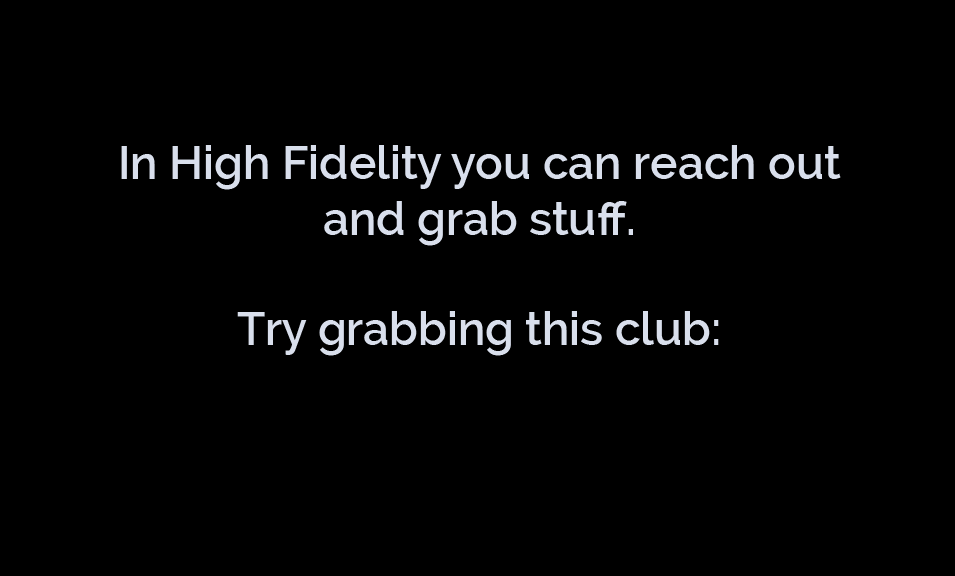 In High Fidelity you can reach out
and grab stuff.
Try grabbing this club: